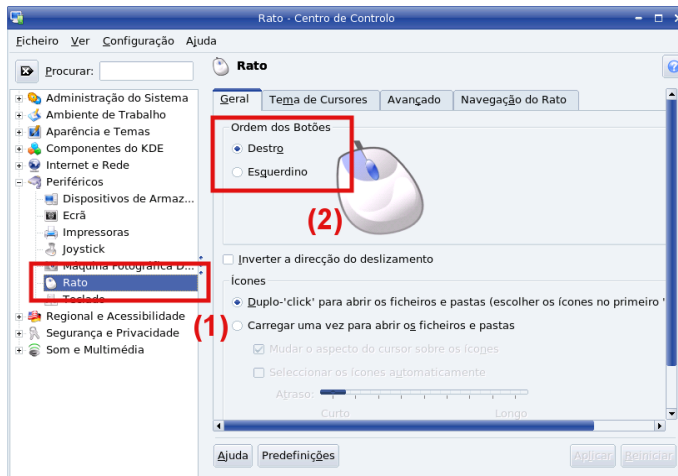 Rato - Centro de Controlo
Ficheiro Ver Configuração Ajuda
Procurar:
Administração do Sistema
Ambiente de Trabalho
Aparência e Temas
Componentes do KDE
Internet e Rede
Periféricos
Dispositivos de Armaz...
Ecrã
Impressoras
Joystick
Máquina Fotográfica D...
Rato
Teclado
Regional e Acessibilidade
Segurança e Privacidade
Som e Multimédia
(1)
Rato
Geral Tema de Cursores Avançado Navegação do Rato
Ordem dos Botões
Destro
Esquerdino
(2)
Inverter a direcção do deslizamento
Ícones
Duplo-'click' para abrir os ficheiros e pastas (escolher os ícones no primeiro '
Carregar uma vez para abrir os ficheiros e pastas
Mudar o aspecto do cursor sobre os ícones
Seleccionar os ícones automaticamente
Atraso:
Curto Longo
Ajuda Predefinições Aplicar Reiniciar